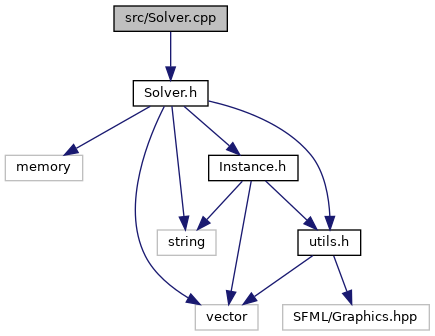 src/Solver.cpp
Solver.h
memory
Instance.h
string
utils.h
vector
SFML/Graphics.hpp